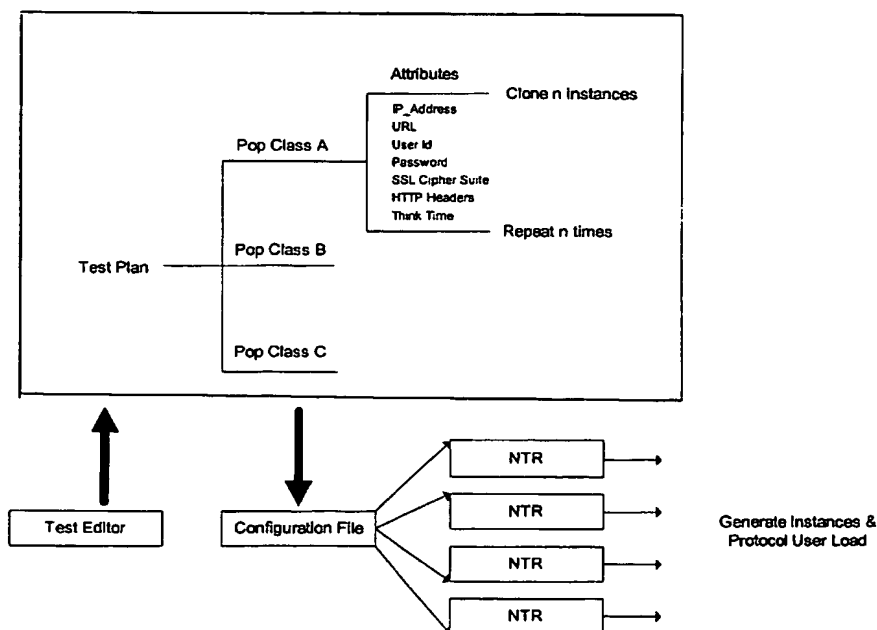 Attributes
Clone n Instances
IP_Address
URL
User Id
Password
SSL Cipher Suite
HTTP Headers
Think Time
Pop Class A
Repeat n times
Pop Class B
Test Plan
Pop Class C
NTR
NTR
NTR
NTR
Test Editor
Configuration File
Generate Instances &
Protocol User Load